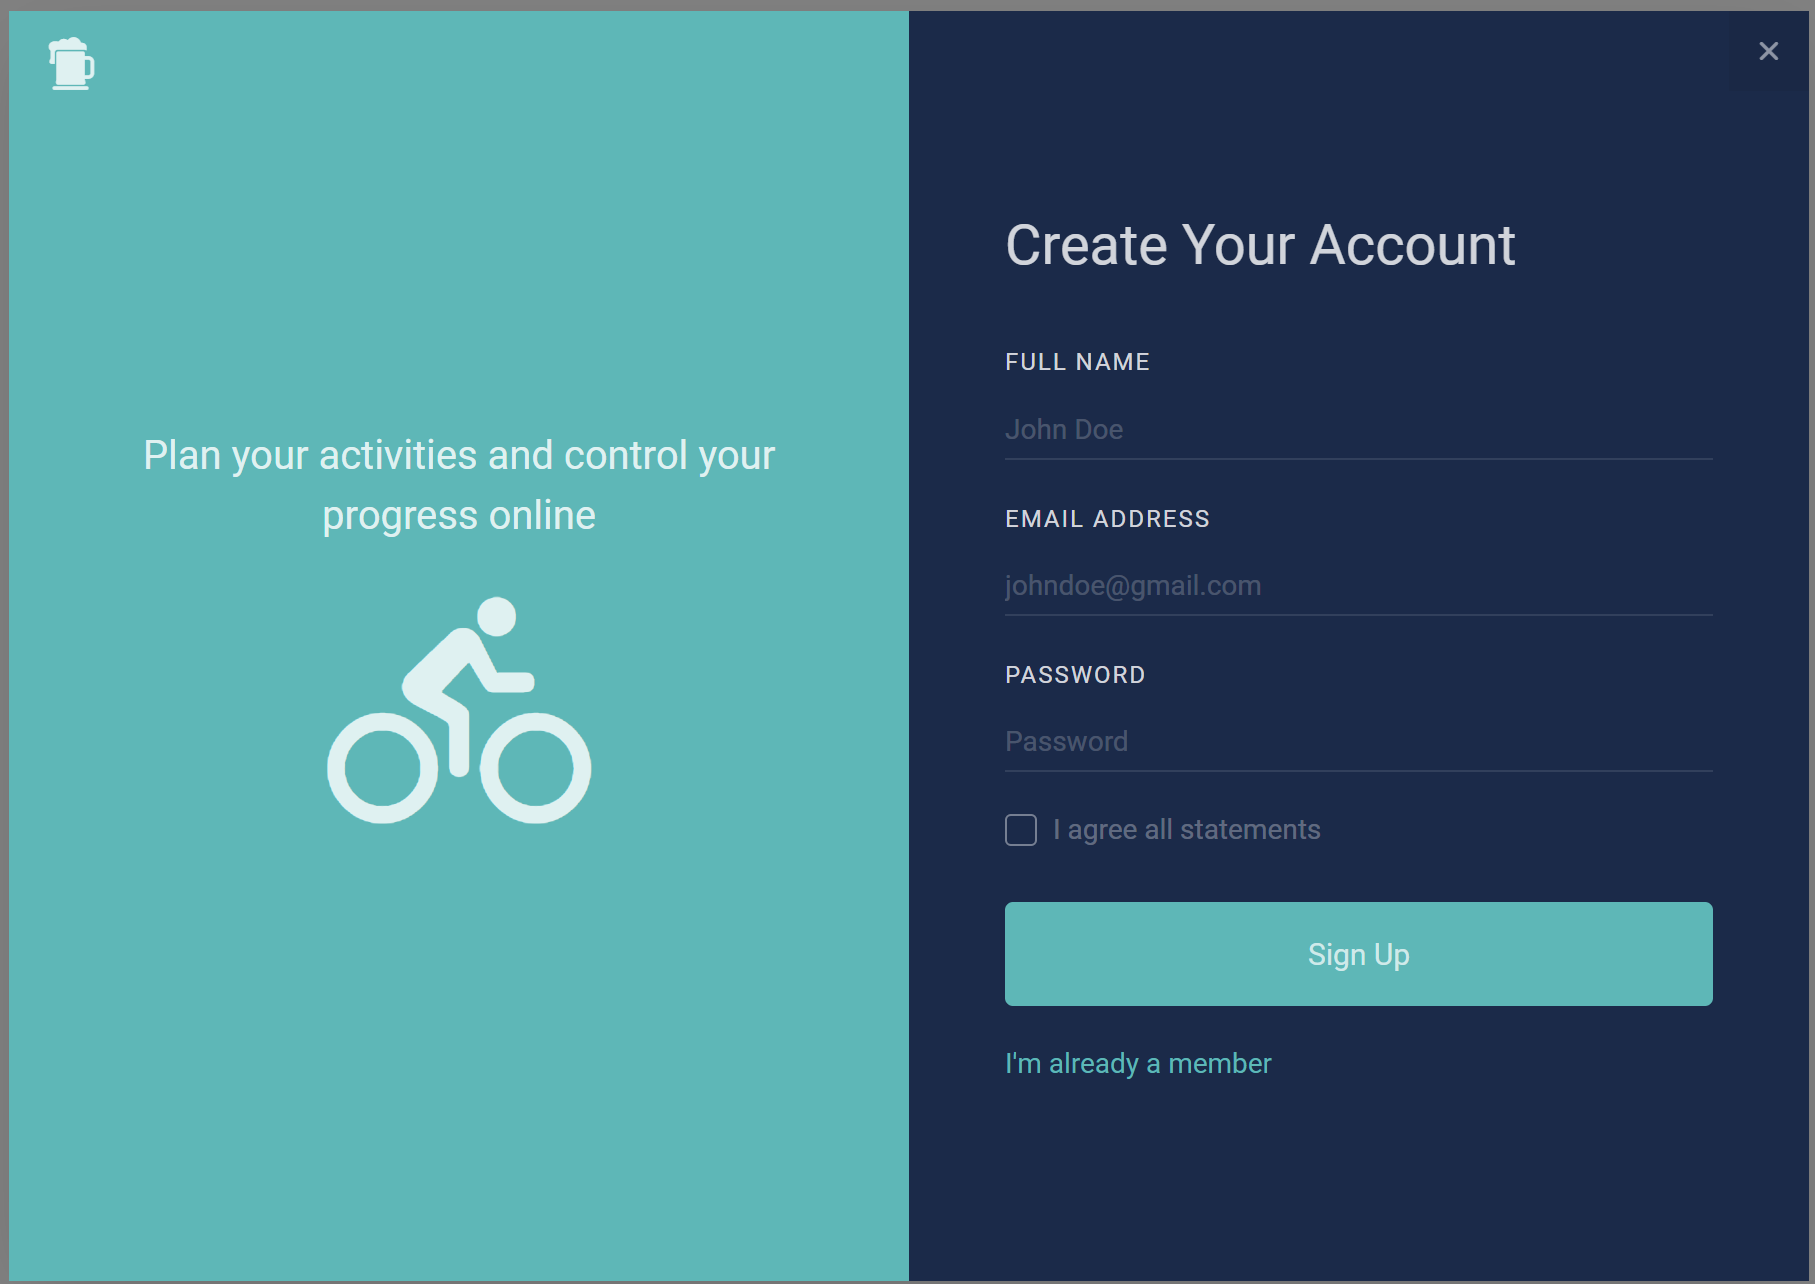 Plan your activities and control your
progress online
Create Your Account
FULL NAME
John Doe
EMAIL ADDRESS
johndoe@gmail.com
PASSWORD
Password
I agree all statements
Sign Up
I'm already a member